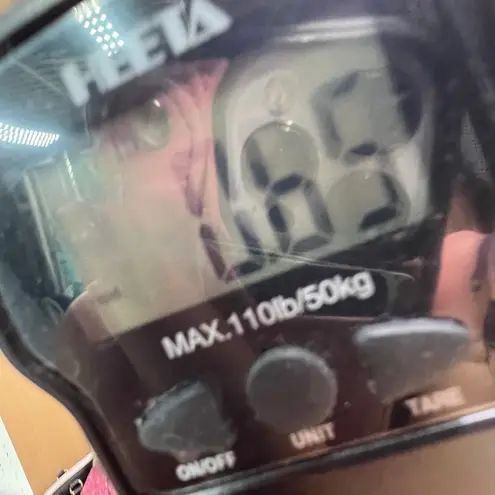 HEETA
MAX.110lb/50kg
ON/OFF
UNIT
TARE